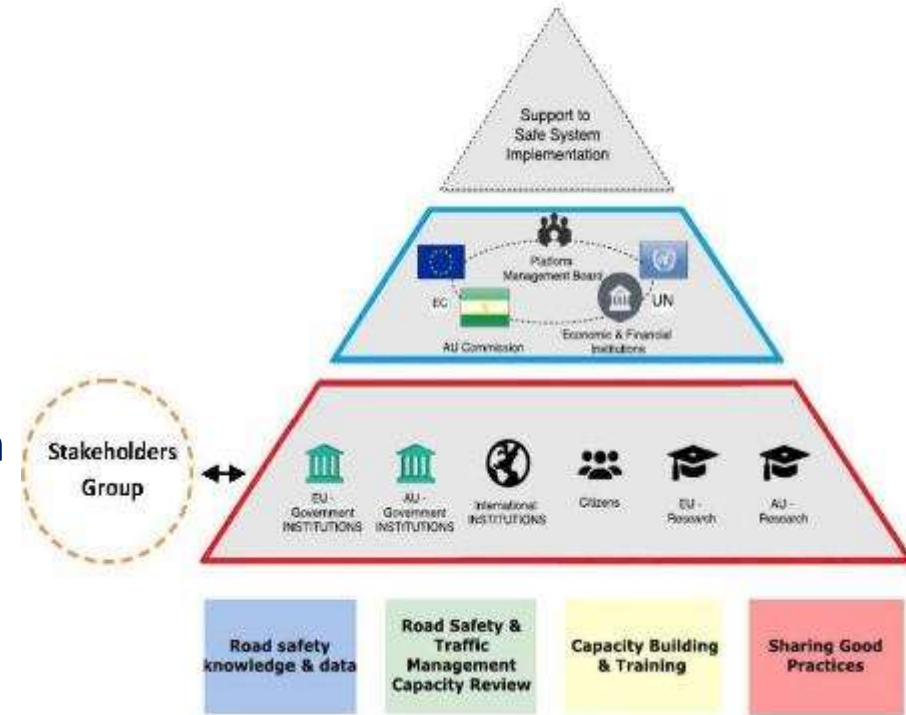 Support to
Safe System
Implementation
Platform
Management Board
EC
UN
AU Commission
Economic & Financial
Institutions
Stakeholders
Group
EU -
Government
INSTITUTIONS
AU -
Government
INSTITUTIONS
International
INSTITUTIONS
Citizens
EU -
Research
AU -
Research
Road safety
knowledge & data
Road Safety &
Traffic
Management
Capacity Review
Capacity Building
& Training
Sharing Good
Practices